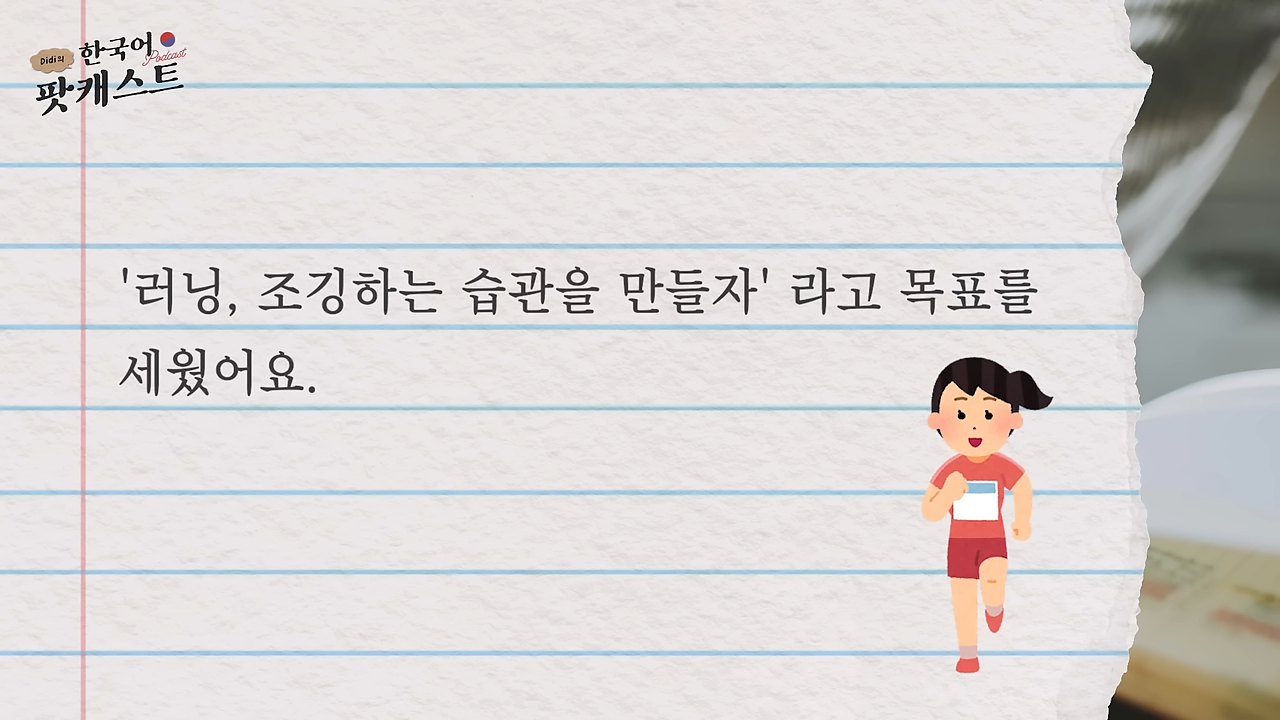 Didi의
한국어
Podcast
팟캐스트
'러닝, 조깅하는 습관을 만들자' 라고 목표를
세웠어요.